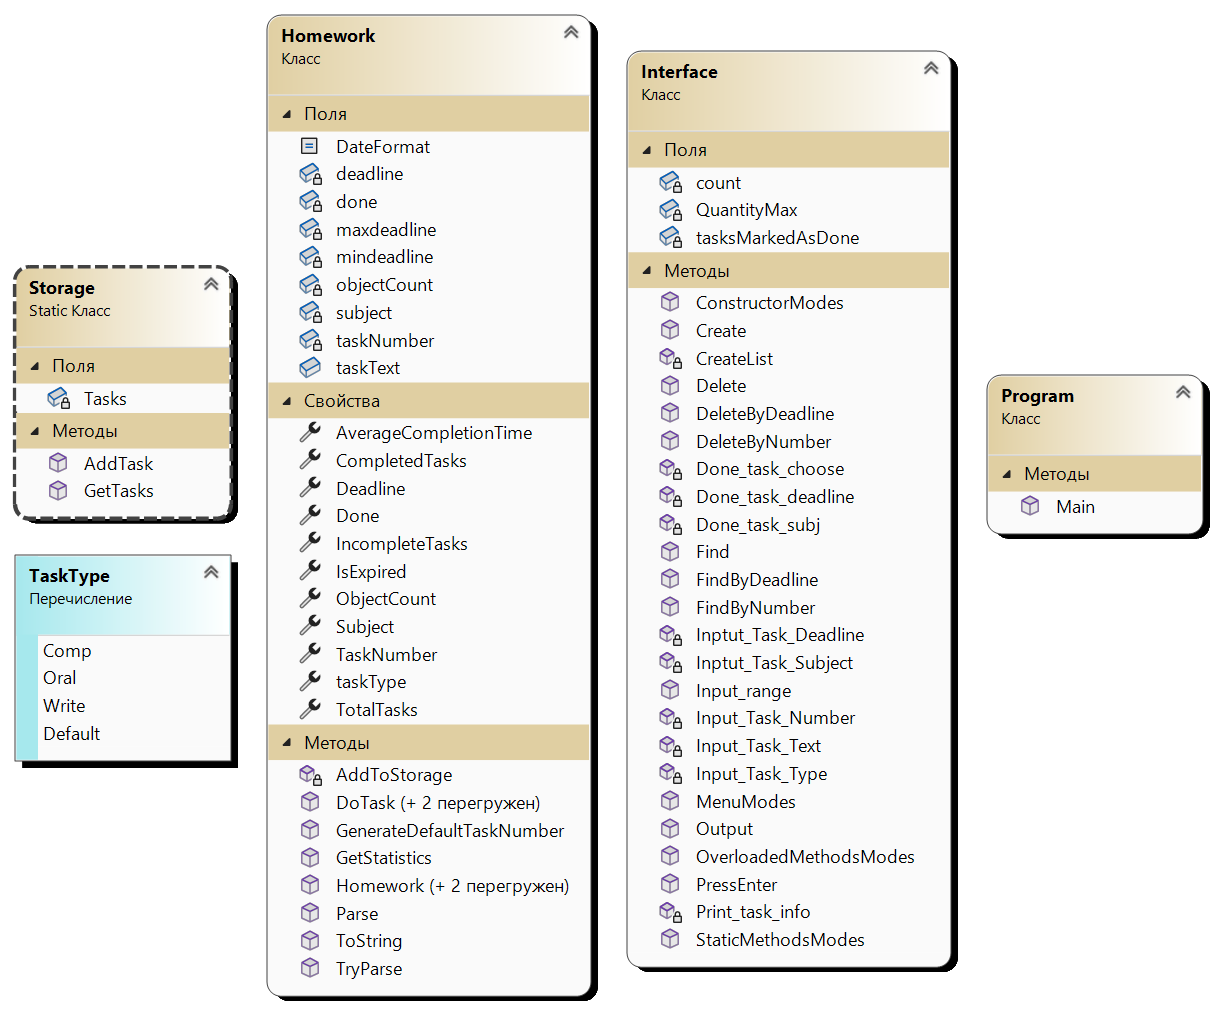 Storage
Static Класс
Поля
Tasks
Методы
AddTask
GetTasks
TaskType
Перечисление
Comp
Oral
Write
Default
Homework
Класс
Поля
DateFormat
deadline
done
maxdeadline
mindeadline
objectCount
subject
taskNumber
taskText
Свойства
AverageCompletionTime
CompletedTasks
Deadline
Done
IncompleteTasks
IsExpired
ObjectCount
Subject
TaskNumber
taskType
TotalTasks
Методы
AddToStorage
DoTask (+ 2 перегружен)
GenerateDefaultTaskNumber
GetStatistics
Homework (+ 2 перегружен)
Parse
ToString
TryParse
Interface
Класс
Поля
count
QuantityMax
tasksMarkedAsDone
Методы
ConstructorModes
Create
CreateList
Delete
DeleteByDeadline
DeleteByNumber
Done_task_choose
Done_task_deadline
Done_task_subj
Find
FindByDeadline
FindByNumber
Inptut_Task_Deadline
Inptut_Task_Subject
Input_range
Input_Task_Number
Input_Task_Text
Input_Task_Type
MenuModes
Output
OverloadedMethodsModes
PressEnter
Print_task_info
StaticMethodsModes
Program
Класс
Методы
Main